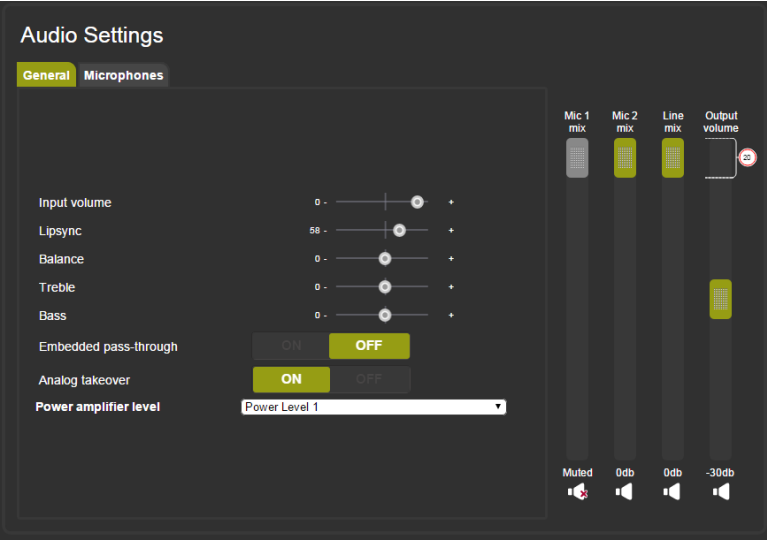 Audio Settings
General Microphones
Mic 1 mix
Mic 2 mix
Line mix
Output volume
20
Input volume 0 - +
Lipsync 58 - +
Balance 0 - +
Treble 0 - +
Bass 0 - +
Embedded pass-through ON OFF
Analog takeover ON OFF
Power amplifier level Power Level 1
Muted 0db 0db -30db